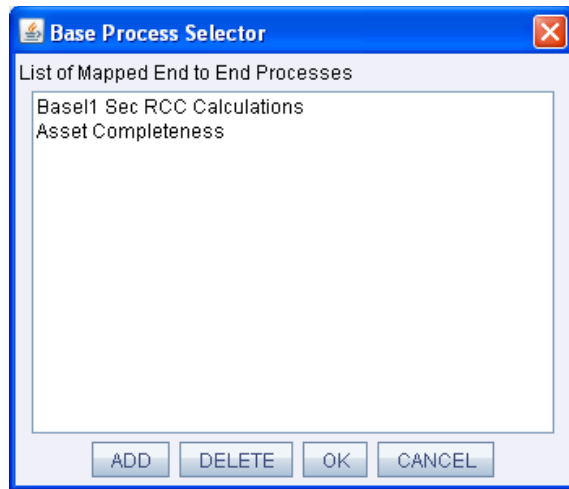 Base Process Selector
List of Mapped End to End Processes
Basel1 Sec RCC Calculations
Asset Completeness
ADD DELETE OK CANCEL